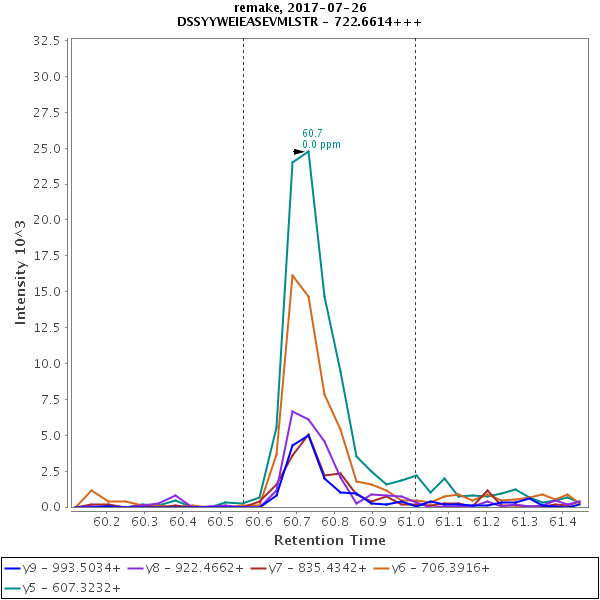 remake, 2017-07-26
DSSYYWEIEASEVMLSTR - 722.6614+++
Intensity 10^3
32.5
30.0
27.5
25.0
22.5
20.0
17.5
15.0
12.5
10.0
7.5
5.0
2.5
0.0
60.7
0.0 ppm
60.2 60.3 60.4 60.5 60.6 60.7 60.8 60.9 61.0 61.1 61.2 61.3 61.4
Retention Time
y9 - 993.5034+ y8 - 922.4662+ y7 - 835.4342+ y6 - 706.3916+
y5 - 607.3232+